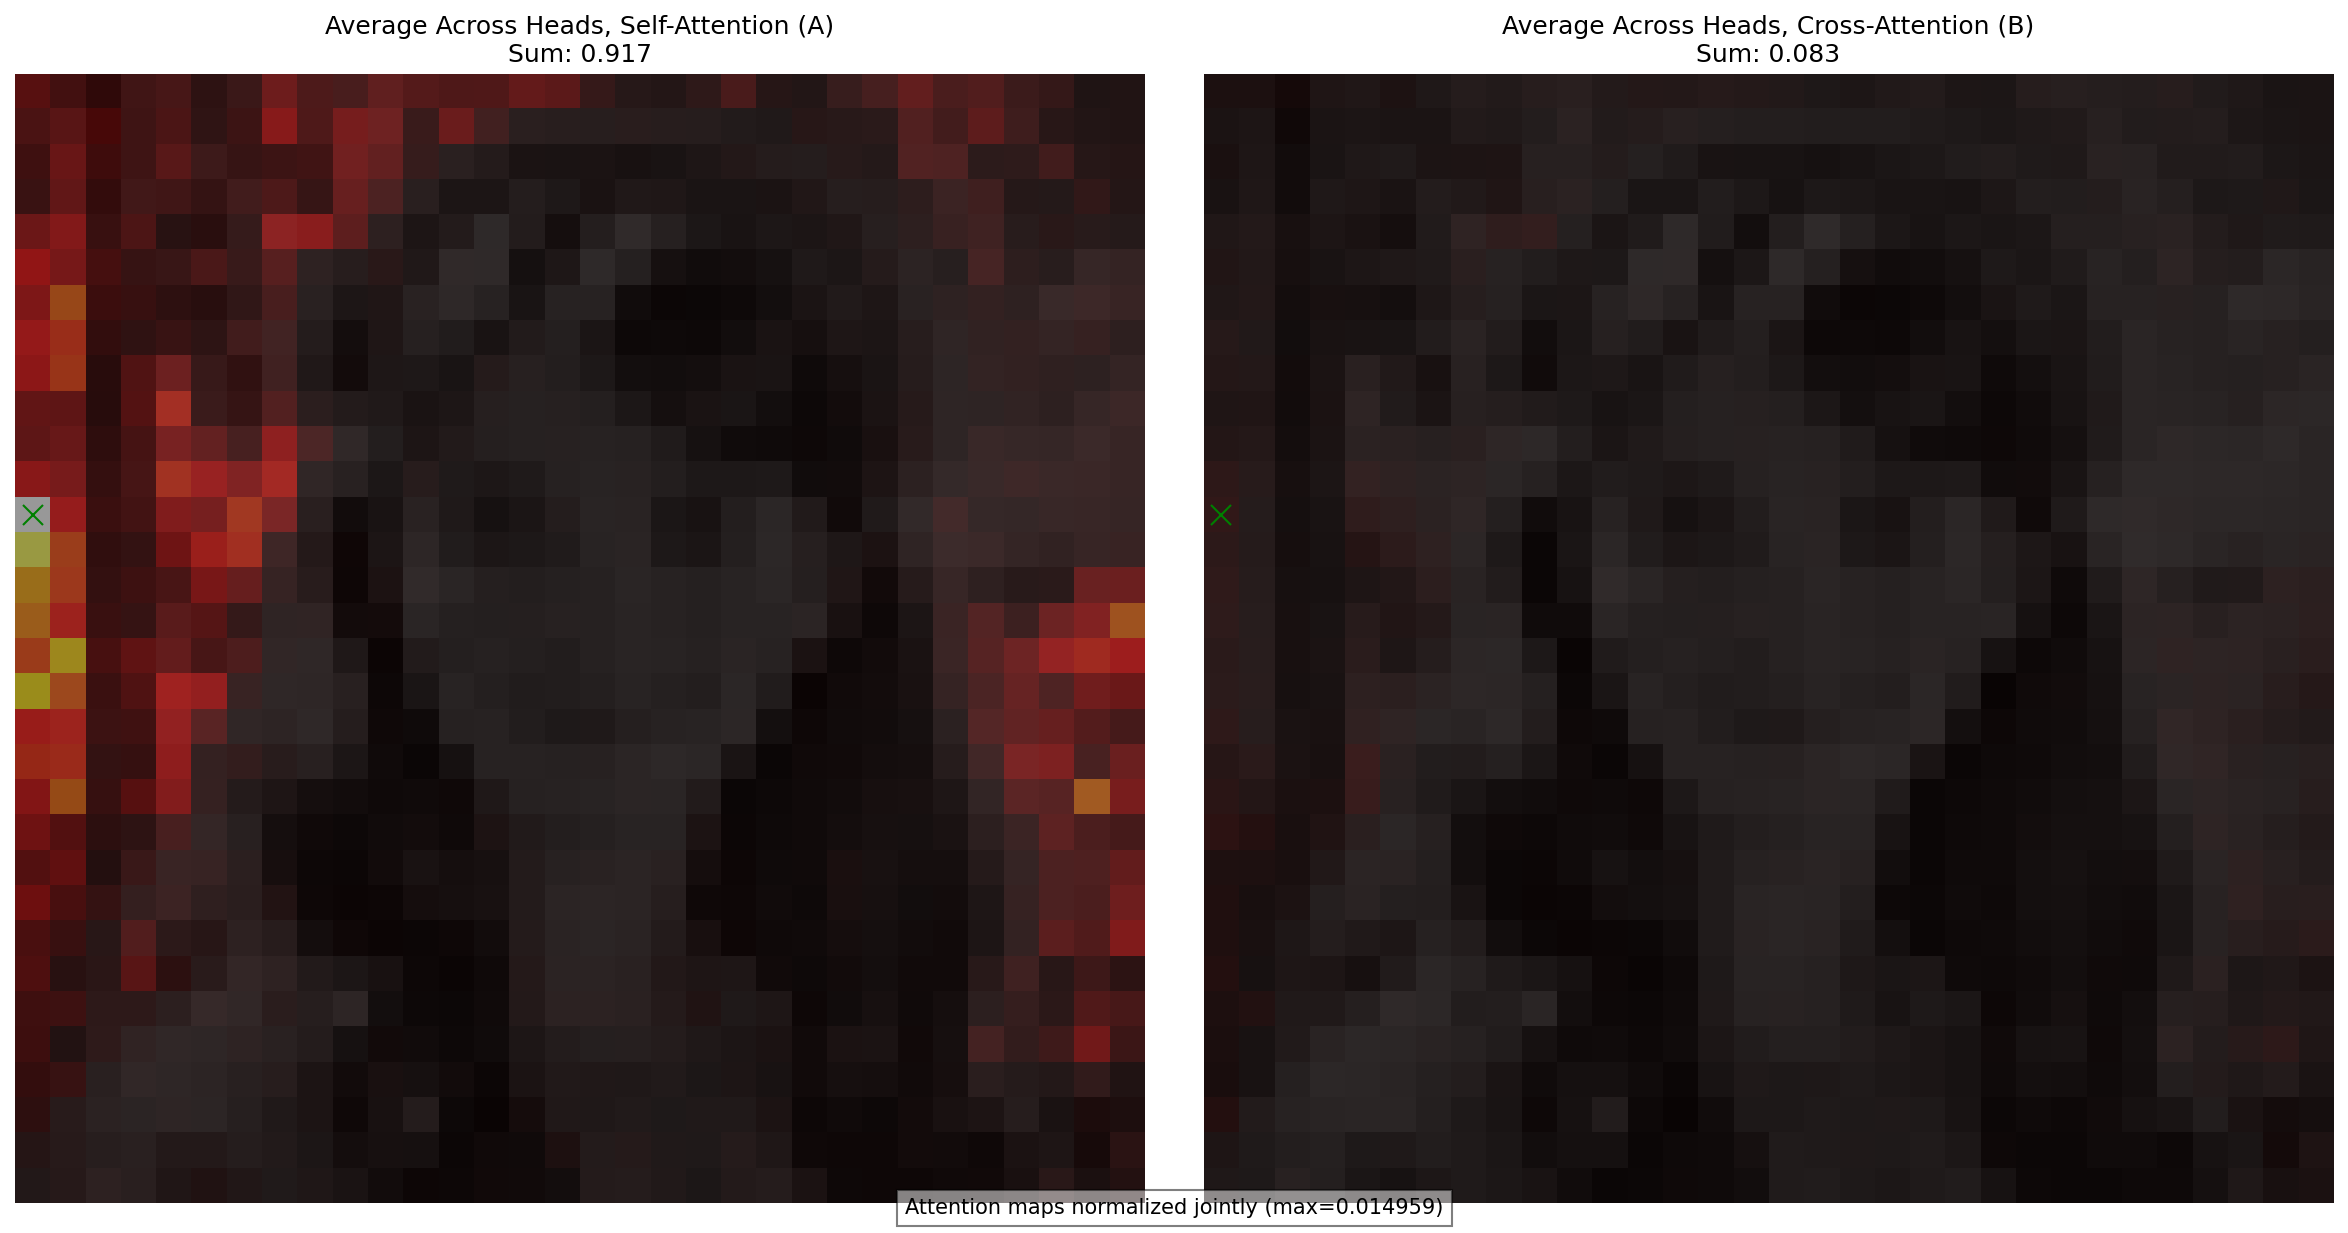 Average Across Heads, Self-Attention (A)
Sum: 0.917
Average Across Heads, Cross-Attention (B)
Sum: 0.083
Attention maps normalized jointly (max=0.014959)